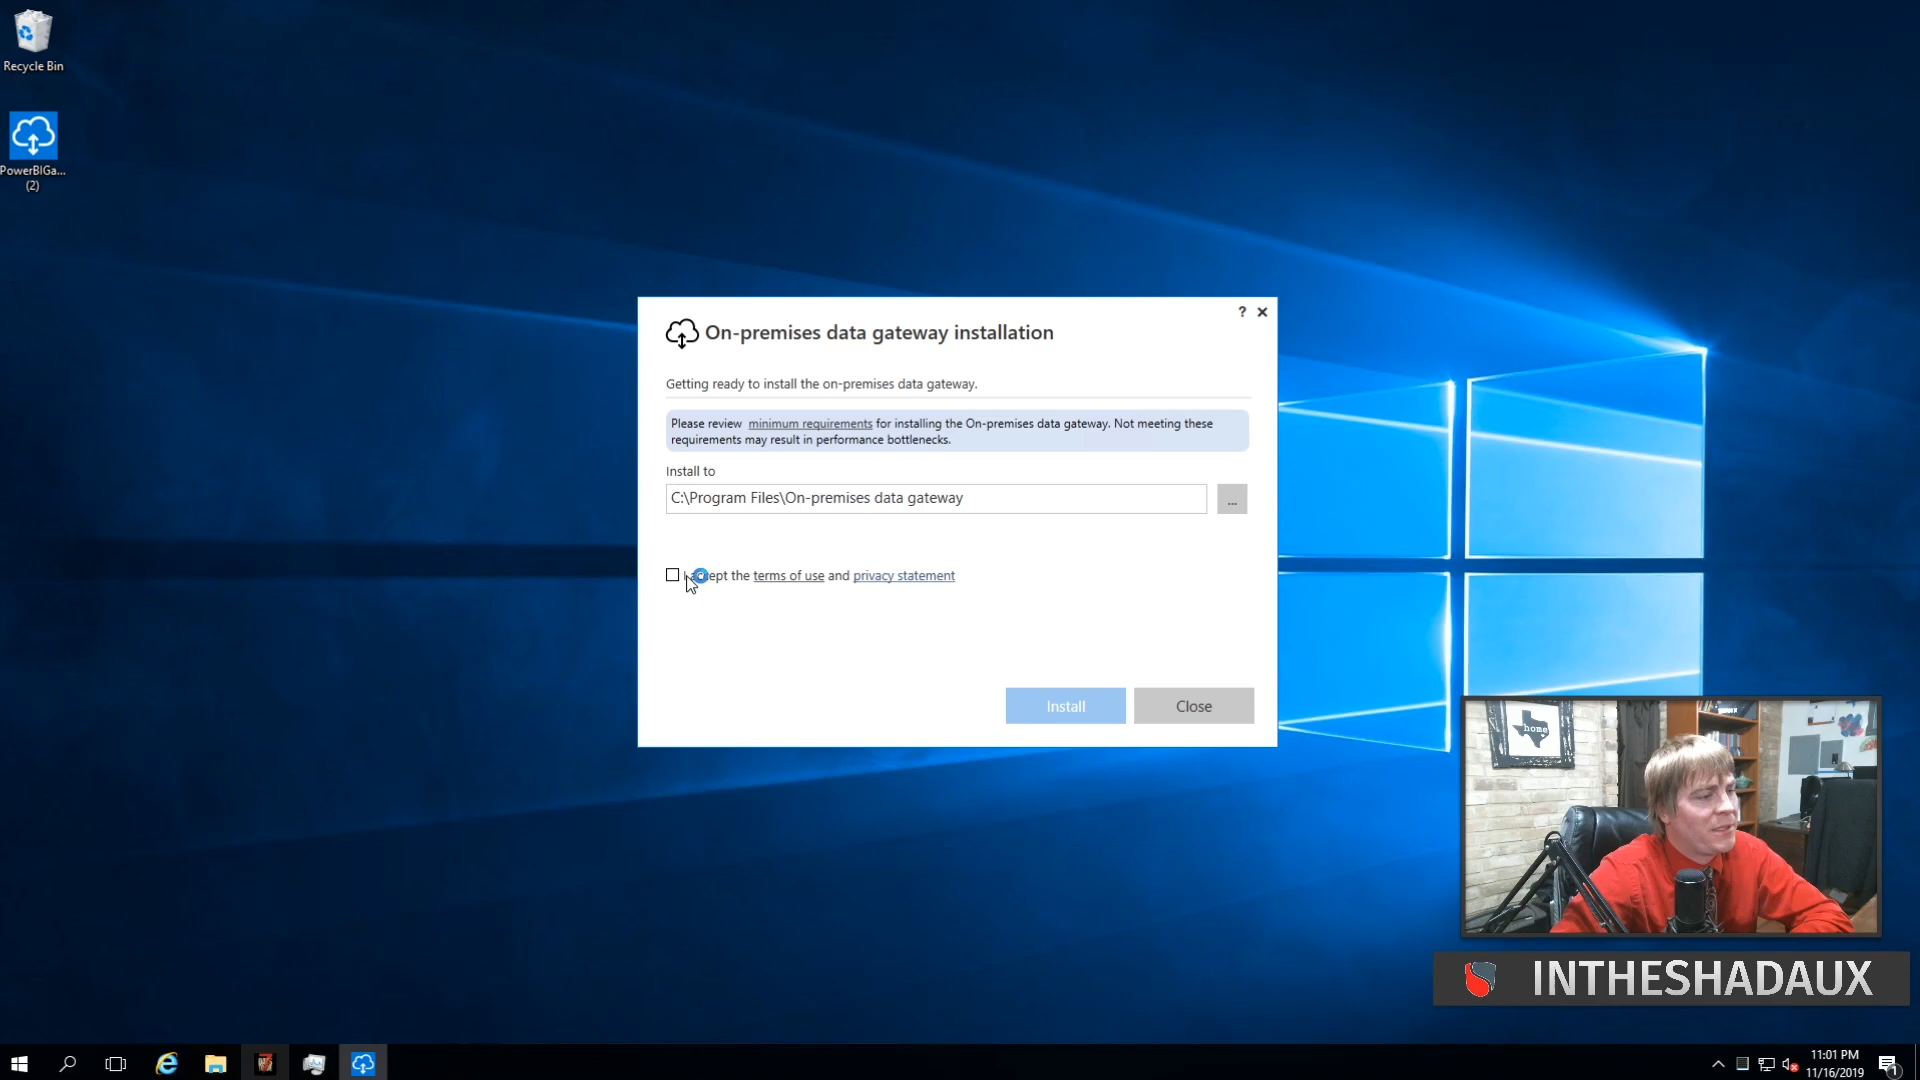 Recycle Bin
PowerBIGa...
(2)
? ×
On-premises data gateway installation
Getting ready to install the on-premises data gateway.
Please review minimum requirements for installing the On-premises data gateway. Not meeting these
requirements may result in performance bottlenecks.
Install to
C:\Program Files\On-premises data gateway
...
I accept the terms of use and privacy statement
Install
Close
home
INTHESHADAUX
11:01 PM
11/16/2019
1